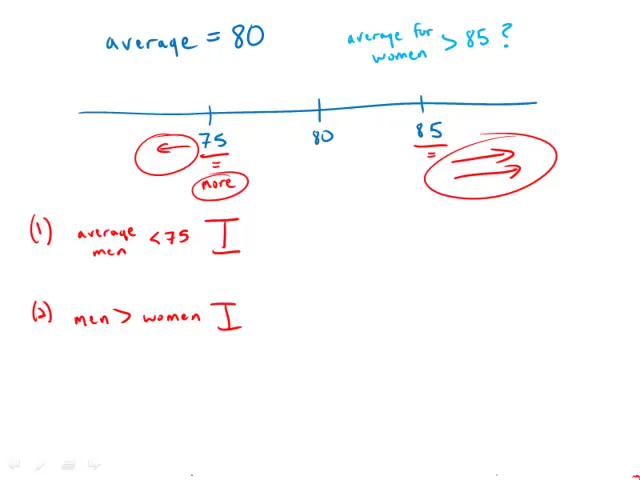 average = 80
average for
women > 85 ?
75
80
85
=
=
more
(1) average
men < 75 I
(2) men > women I